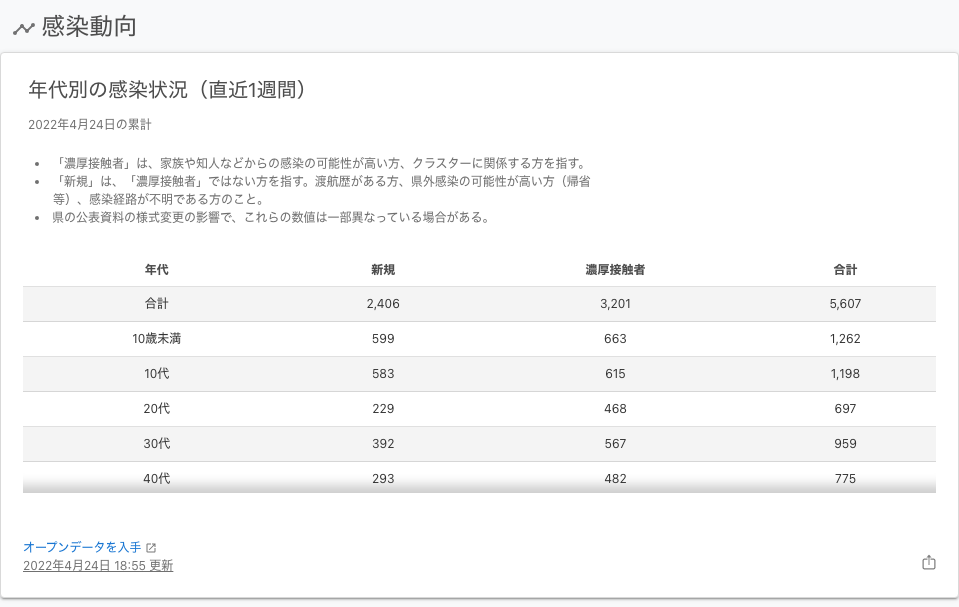 感染動向
年代別の感染状況（直近1週間）
2022年4月24日の累計
• 「濃厚接触者」は、家族や知人などからの感染の可能性が高い方、クラスターに関係する方を指す。
• 「新規」は、「濃厚接触者」ではない方を指す。渡航歴がある方、県外感染の可能性が高い方（帰省
等）、感染経路が不明である方のこと。
• 県の公表資料の様式変更の影響で、これらの数値は一部異なっている場合がある。
年代 新規 濃厚接触者 合計
合計 2,406 3,201 5,607
10歳未満 599 663 1,262
10代 583 615 1,198
20代 229 468 697
30代 392 567 959
40代 293 482 775
オープンデータを入手
2022年4月24日 18:55 更新